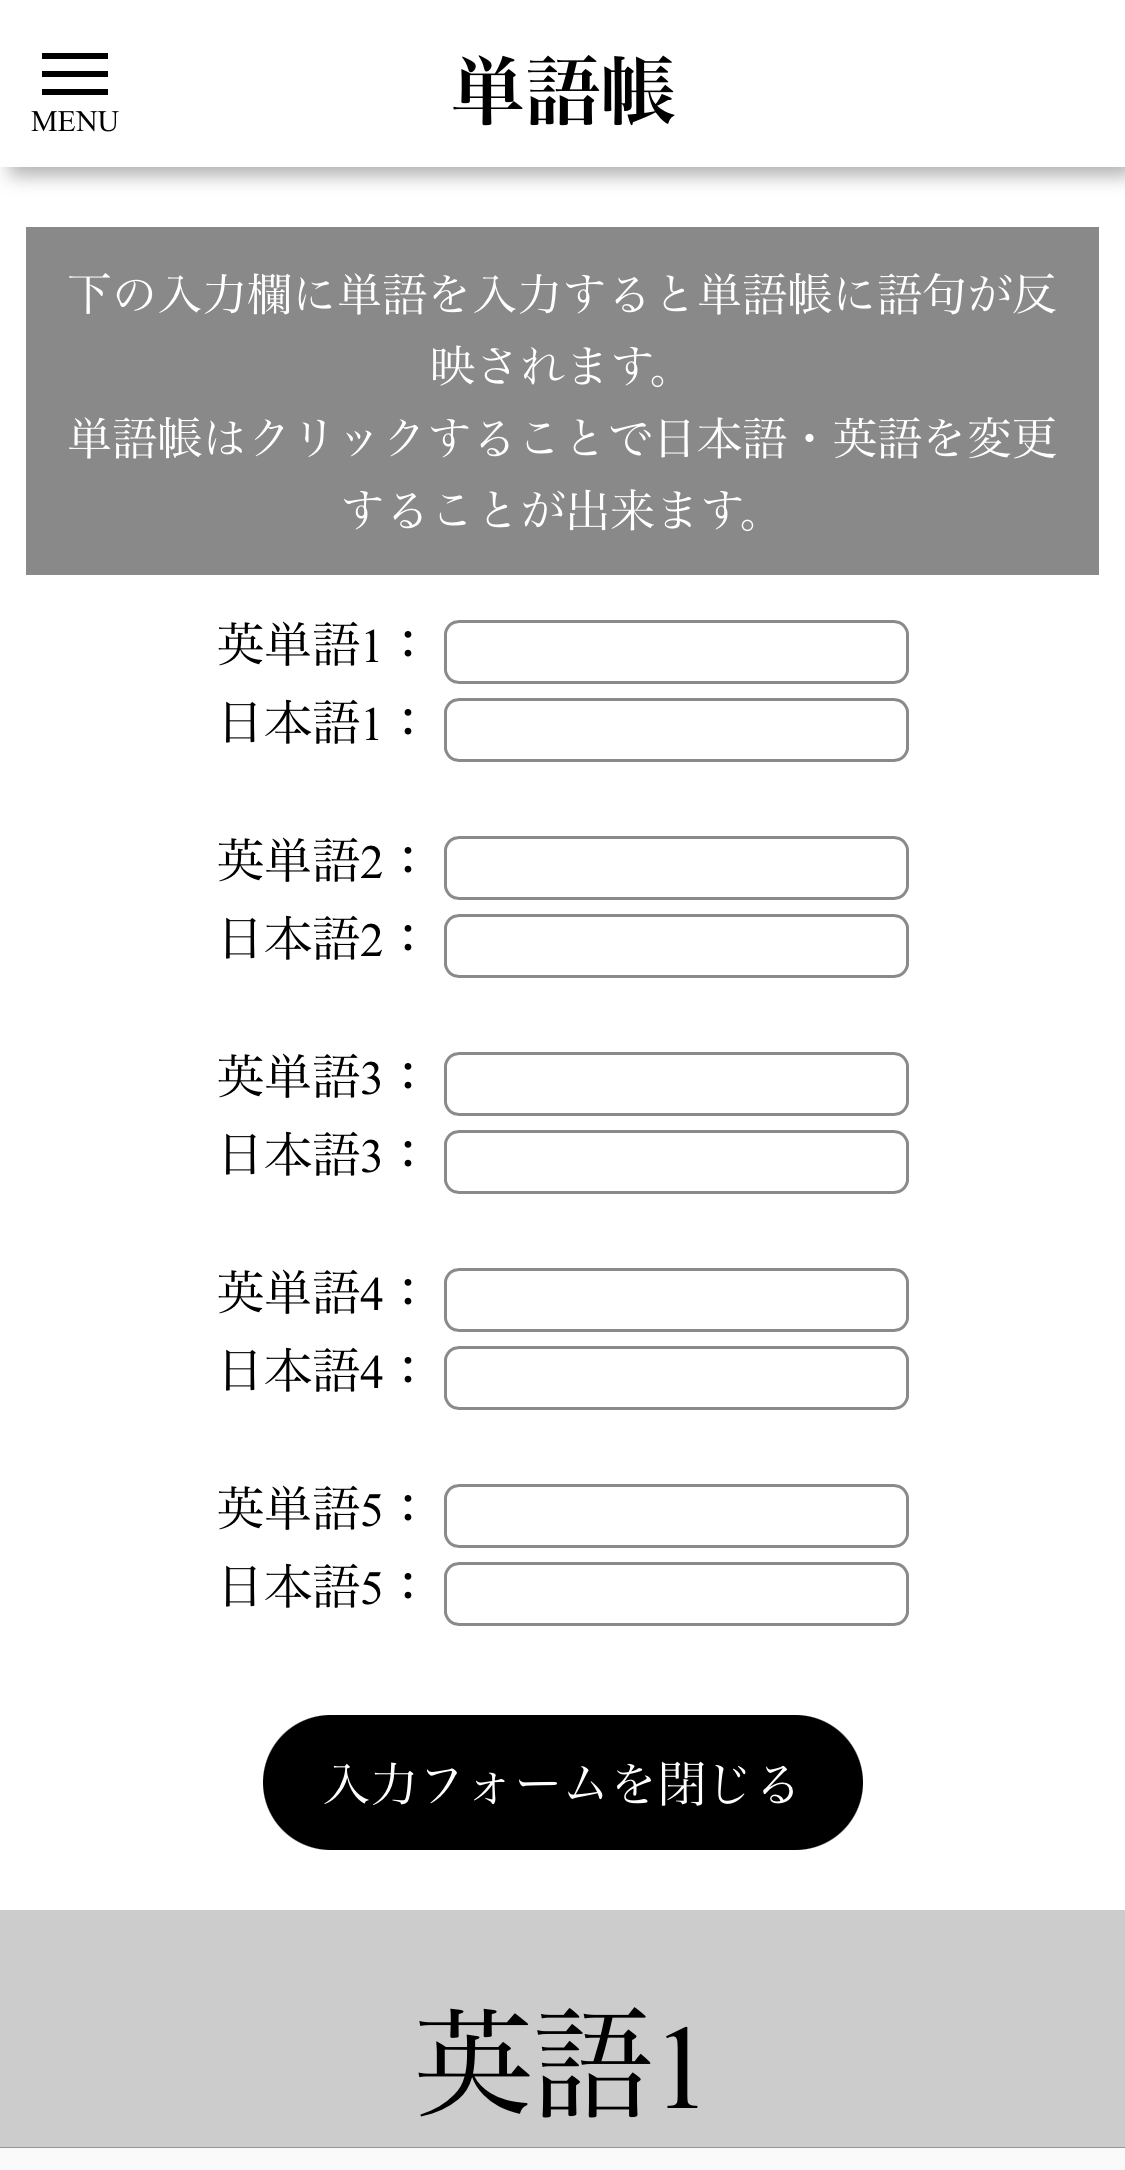 MENU
単語帳
下の入力欄に単語を入力すると単語帳に語句が反
映されます。
単語帳はクリックすることで日本語・英語を変更
することが出来ます。
英単語1：
日本語1：
英単語2：
日本語2：
英単語3：
日本語3：
英単語4：
日本語4：
英単語5：
日本語5：
入力フォームを閉じる
英語1